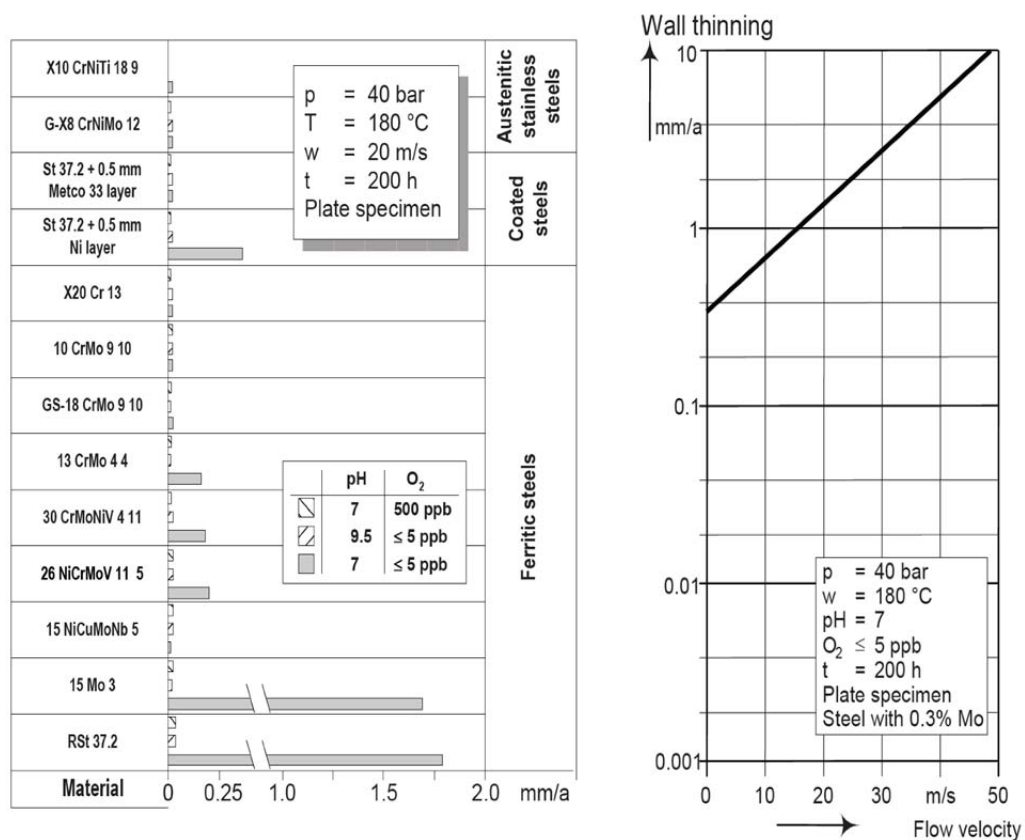 X10 CrNiTi 18 9
G-X8 CrNiMo 12
St 37.2 + 0.5 mm
Metco 33 layer
St 37.2 + 0.5 mm
Ni layer
X20 Cr 13
10 CrMo 9 10
GS-18 CrMo 9 10
13 CrMo 4 4
30 CrMoNiV 4 11
26 NiCrMoV 11 5
15 NiCuMoNb 5
15 Mo 3
RSt 37.2
Material
0 0.25 1.0 1.5 2.0 mm/a
p = 40 bar
T = 180 °C
w = 20 m/s
t = 200 h
Plate specimen
pH O₂
7 500 ppb
9.5 ≤ 5 ppb
7 ≤ 5 ppb
Austenitic
stainless
steels
Coated
steels
Ferritic steels
Wall thinning
10
mm/a
1
0.1
0.01
0.001
p = 40 bar
w = 180 °C
pH = 7
O₂ ≤ 5 ppb
t = 200 h
Plate specimen
Steel with 0.3% Mo
0 10 20 30 m/s 50
Flow velocity